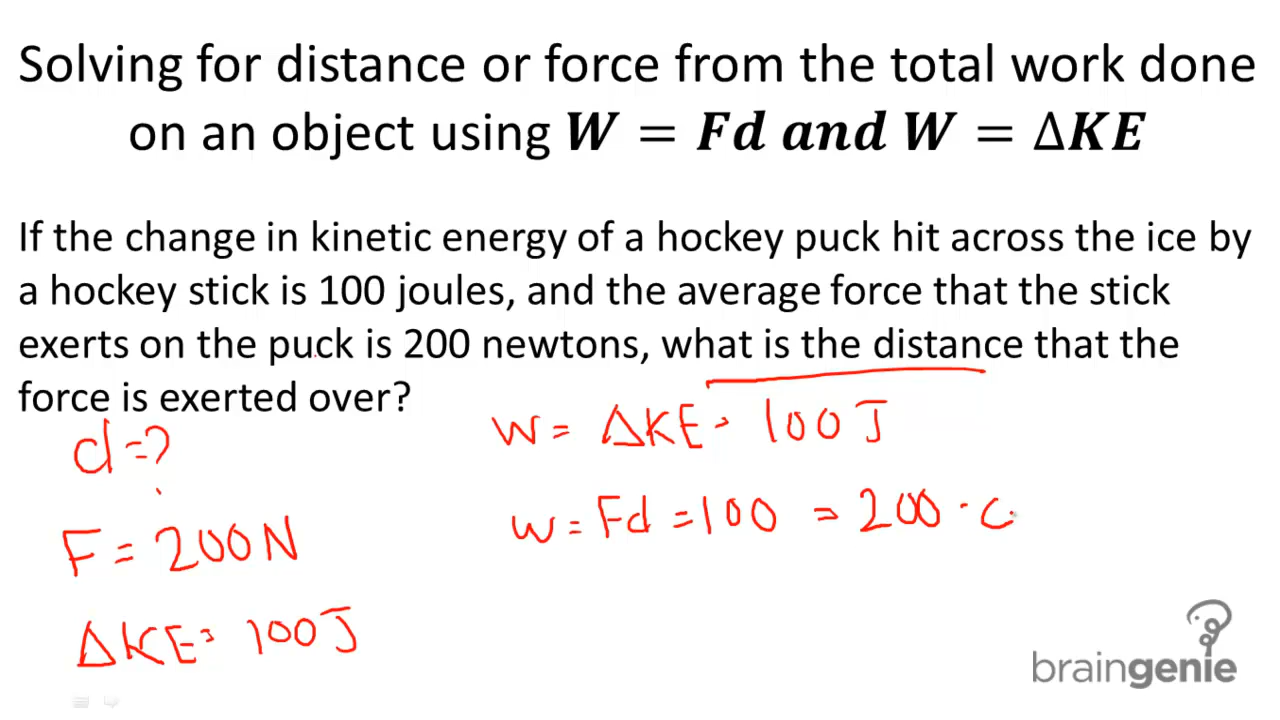 Solving for distance or force from the total work done
on an object using W = Fd and W = ΔKE
If the change in kinetic energy of a hockey puck hit across the ice by
a hockey stick is 100 joules, and the average force that the stick
exerts on the puck is 200 newtons, what is the distance that the
force is exerted over?
d=?
F = 200N
ΔKE= 100J
W = ΔKE= 100J
W = Fd = 100 = 200 · c
braingenie